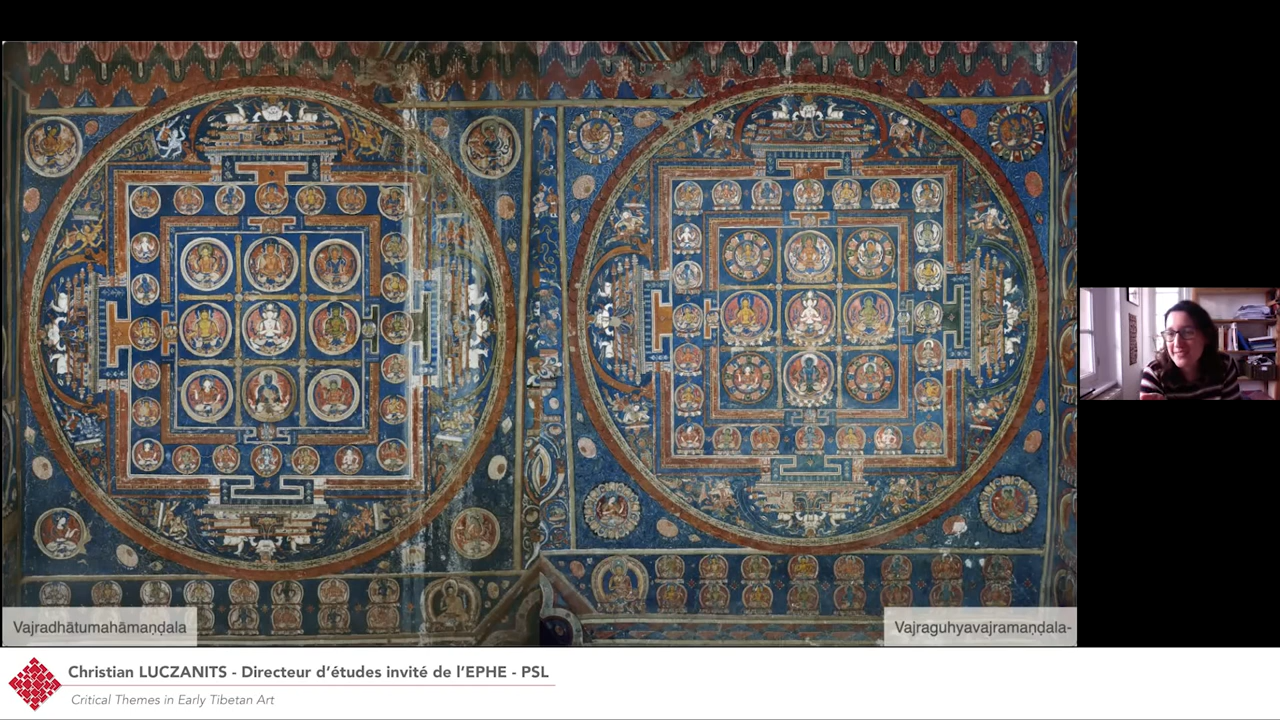 Vajradhātumahāmaṇḍala
Vajraguhyavajramaṇḍala-
Christian LUCZANITS - Directeur d'études invité de l'EPHE - PSL
Critical Themes in Early Tibetan Art